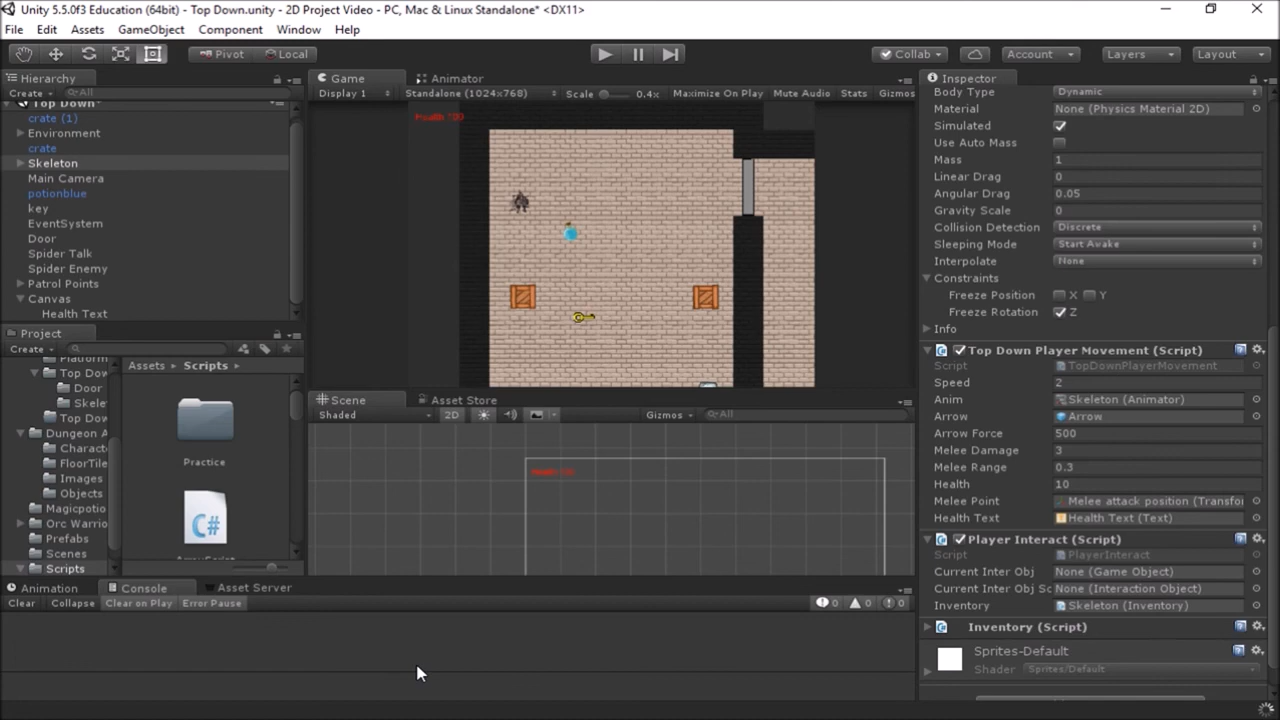 Unity 5.5.0f3 Education (64bit) - Top Down.unity - 2D Project Video - PC, Mac & Linux Standalone* <DX11>
File Edit Assets GameObject Component Window Help
Pivot Local Collab Account Layers Layout
Hierarchy
Create All
Top Down*
crate (1)
Environment
crate
Skeleton
Main Camera
potionblue
key
EventSystem
Door
Spider Talk
Spider Enemy
Patrol Points
Canvas
Health Text
Game Animator
Display 1 Standalone (1024x768) Scale 0.4x Maximize On Play Mute Audio Stats Gizmos
Scene Asset Store
Shaded 2D Gizmos All
Project
Create
Platform
Top Dow
Door
Skele
Top Dow
Dungeon A
Charact
FloorTile
Images
Objects
Magicpotio
Orc Warrio
Prefabs
Scenes
Scripts
Assets Scripts
Practice
C#
Animation Console Asset Server
Clear Collapse Clear on Play Error Pause 0 0 0
Inspector
Body Type Dynamic
Material None (Physics Material 2D)
Simulated
Use Auto Mass
Mass 1
Linear Drag 0
Angular Drag 0.05
Gravity Scale 0
Collision Detection Discrete
Sleeping Mode Start Awake
Interpolate None
Constraints
Freeze Position X Y
Freeze Rotation Z
Info
Top Down Player Movement (Script)
Script TopDownPlayerMovement
Speed 2
Anim Skeleton (Animator)
Arrow Arrow
Arrow Force 500
Melee Damage 3
Melee Range 0.3
Health 10
Melee Point Melee attack position (Transfor
Health Text Health Text (Text)
Player Interact (Script)
Script PlayerInteract
Current Inter Obj None (Game Object)
Current Inter Obj Sc None (Interaction Object)
Inventory Skeleton (Inventory)
Inventory (Script)
Sprites-Default
Shader Sprites/Default